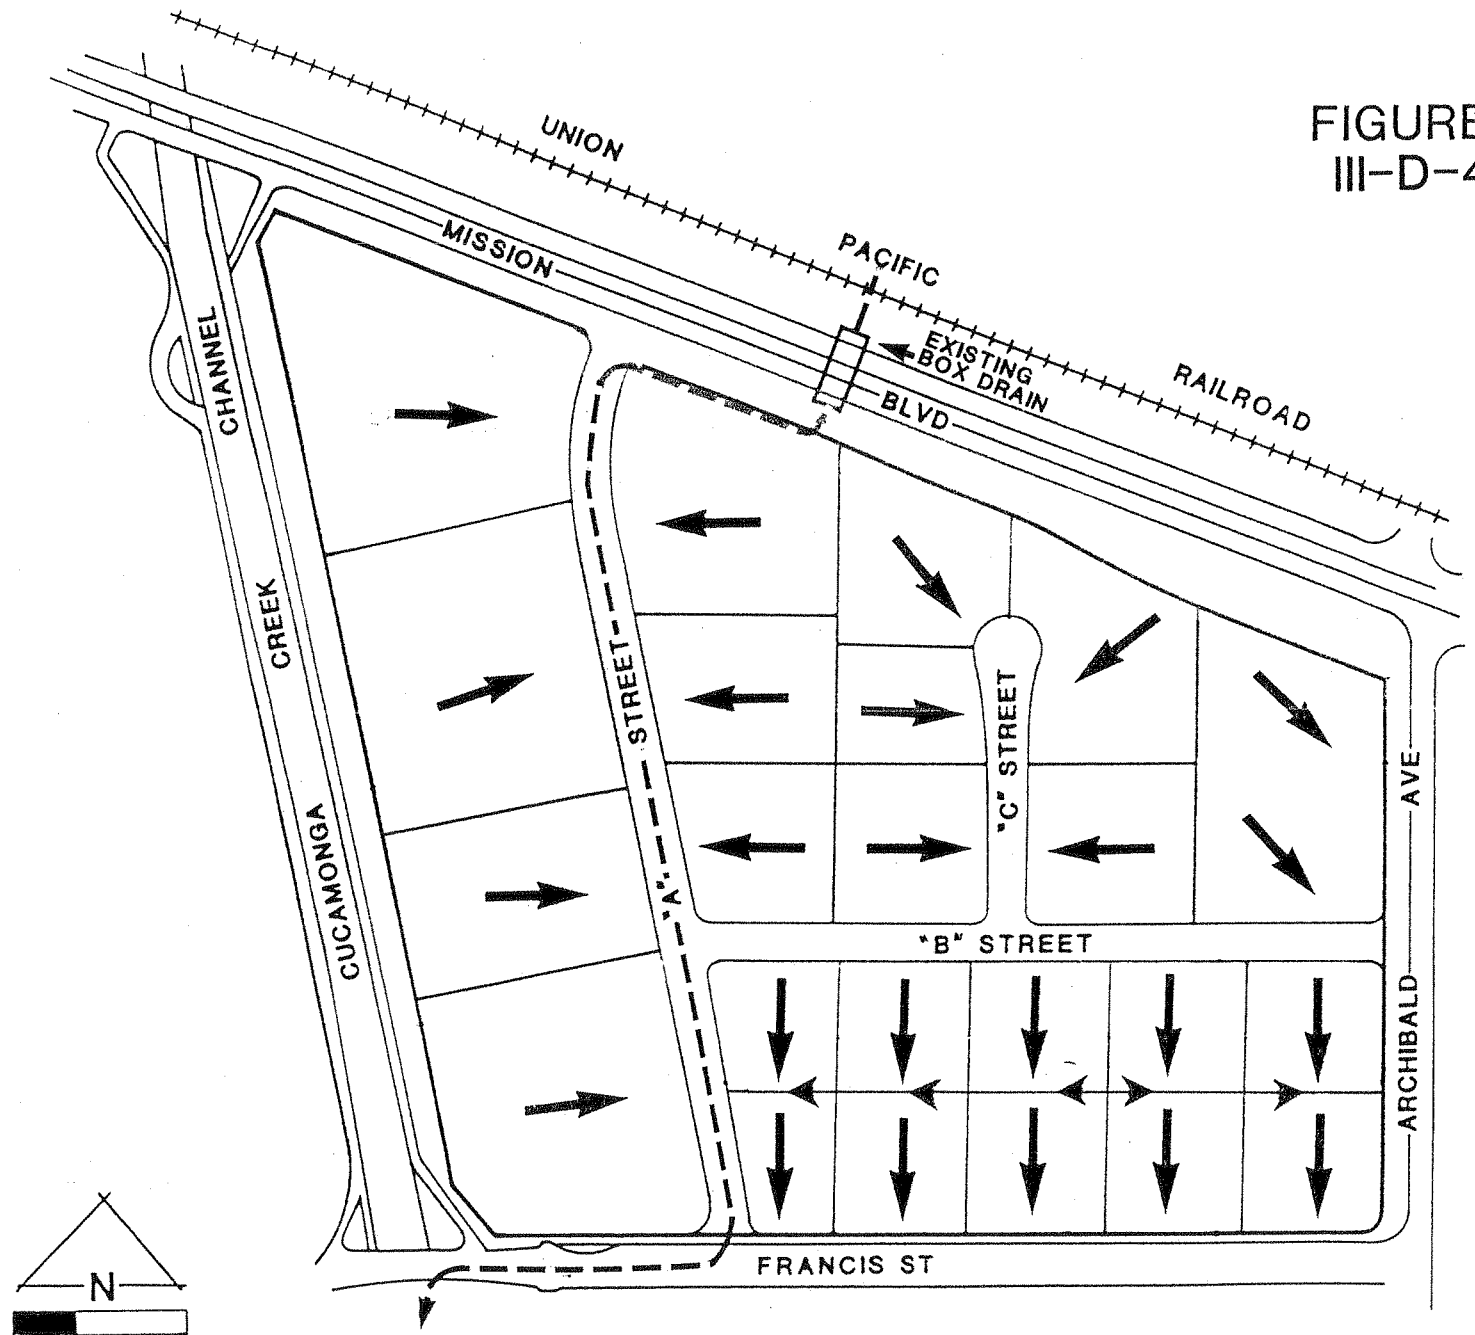 FIGURE
III-D-4
UNION
PACIFIC
RAILROAD
MISSION
BLVD
EXISTING
BOX DRAIN
CHANNEL
CREEK
CUCAMONGA
STREET
"A"
"C" STREET
"B" STREET
AVE
ARCHIBALD
FRANCIS ST
N